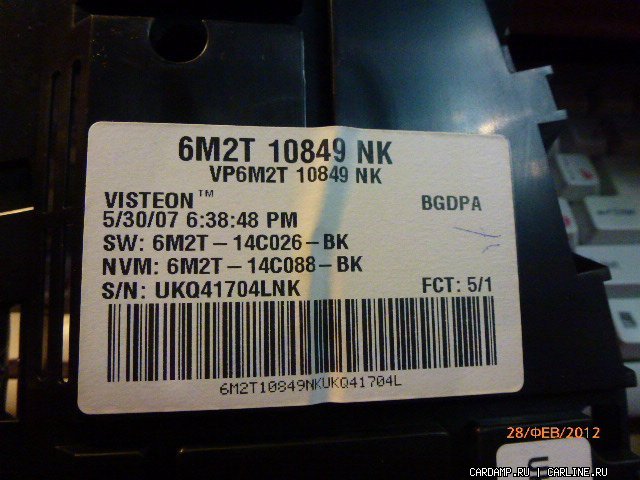 6M2T 10849 NK
VP6M2T 10849 NK
VISTEON™
BGDPA
5/30/07 6:38:48 PM
SW: 6M2T-14C026-BK
NVM: 6M2T-14C088-BK
S/N: UKQ41704LNK
FCT: 5/1
6M2T10849NKUKQ41704L
28/ФЕВ/2012
CARDAMP.RU | CARLINE.RU